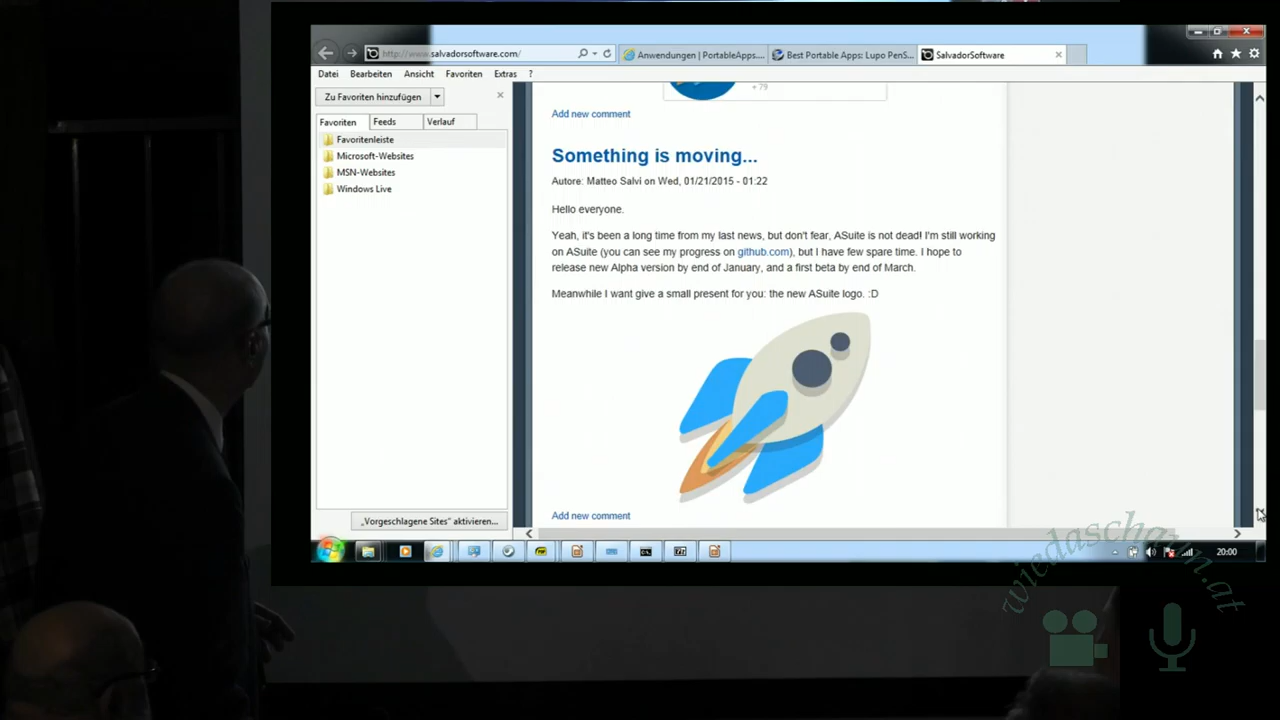 http://www.salvadorsoftware.com/
Anwendungen | PortableApps....
Best Portable Apps: Lupo PenS...
SalvadorSoftware
Datei Bearbeiten Ansicht Favoriten Extras ?
Zu Favoriten hinzufügen
Favoriten Feeds Verlauf
Favoritenleiste
Microsoft-Websites
MSN-Websites
Windows Live
„Vorgeschlagene Sites“ aktivieren...
+ 79
Add new comment
Something is moving...
Autore: Matteo Salvi on Wed, 01/21/2015 - 01:22
Hello everyone.
Yeah, it's been a long time from my last news, but don't fear, ASuite is not dead! I'm still working
on ASuite (you can see my progress on github.com), but I have few spare time. I hope to
release new Alpha version by end of January, and a first beta by end of March.
Meanwhile I want give a small present for you: the new ASuite logo. :D
Add new comment
20:00
wiedaschaun.at